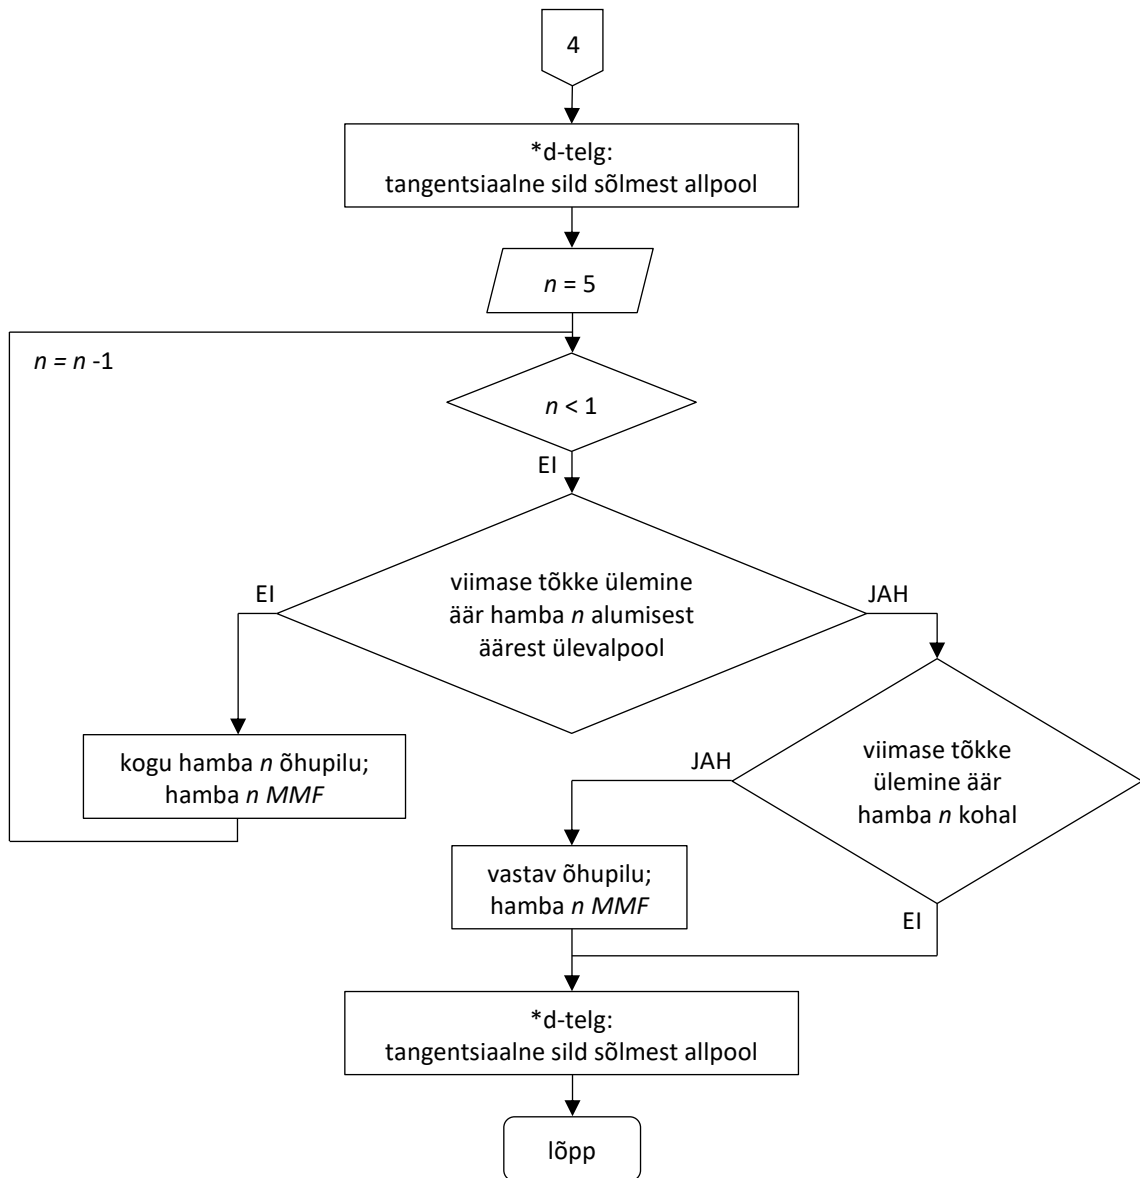 4
*d-telg:
tangentsiaalne sild sõlmest allpool
n = 5
n = n -1
n < 1
EI
viimase tõkke ülemine
äär hamba n alumisest
äärest ülevalpool
EI
JAH
kogu hamba n õhupilu;
hamba n MMF
viimase tõkke
ülemine äär
hamba n kohal
JAH
EI
vastav õhupilu;
hamba n MMF
*d-telg:
tangentsiaalne sild sõlmest allpool
lõpp